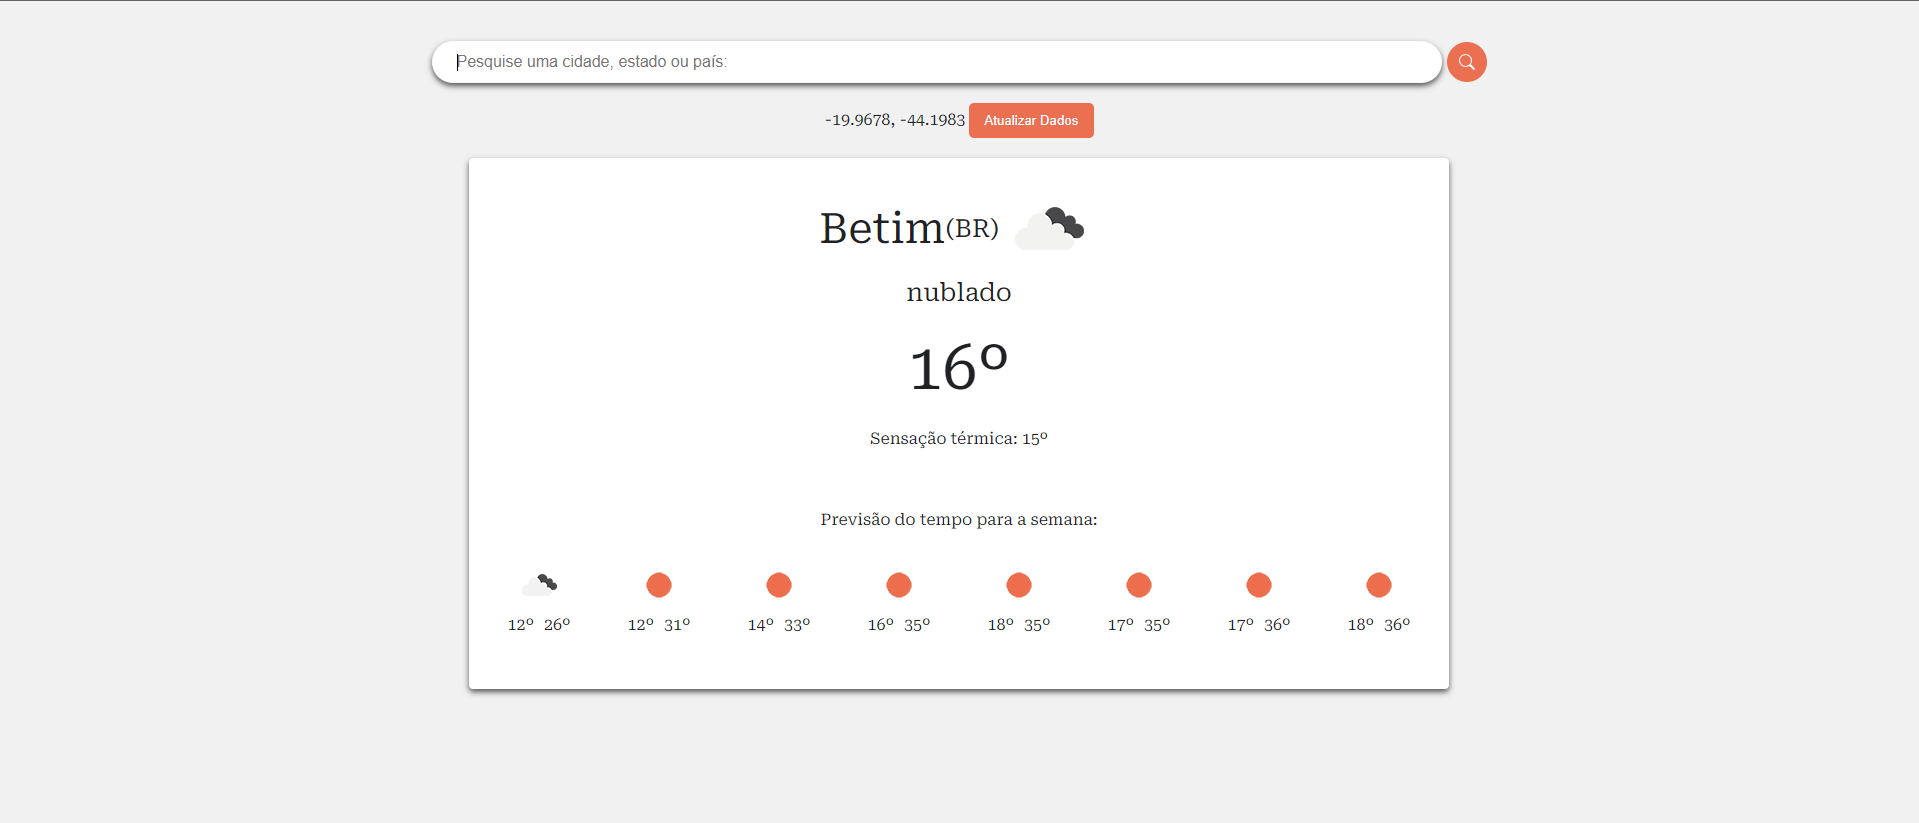 Pesquise uma cidade, estado ou país:
-19.9678, -44.1983 Atualizar Dados
Betim(BR)
nublado
16º
Sensação térmica: 15º
Previsão do tempo para a semana:
12º 26º 12º 31º 14º 33º 16º 35º 18º 35º 17º 35º 17º 36º 18º 36º